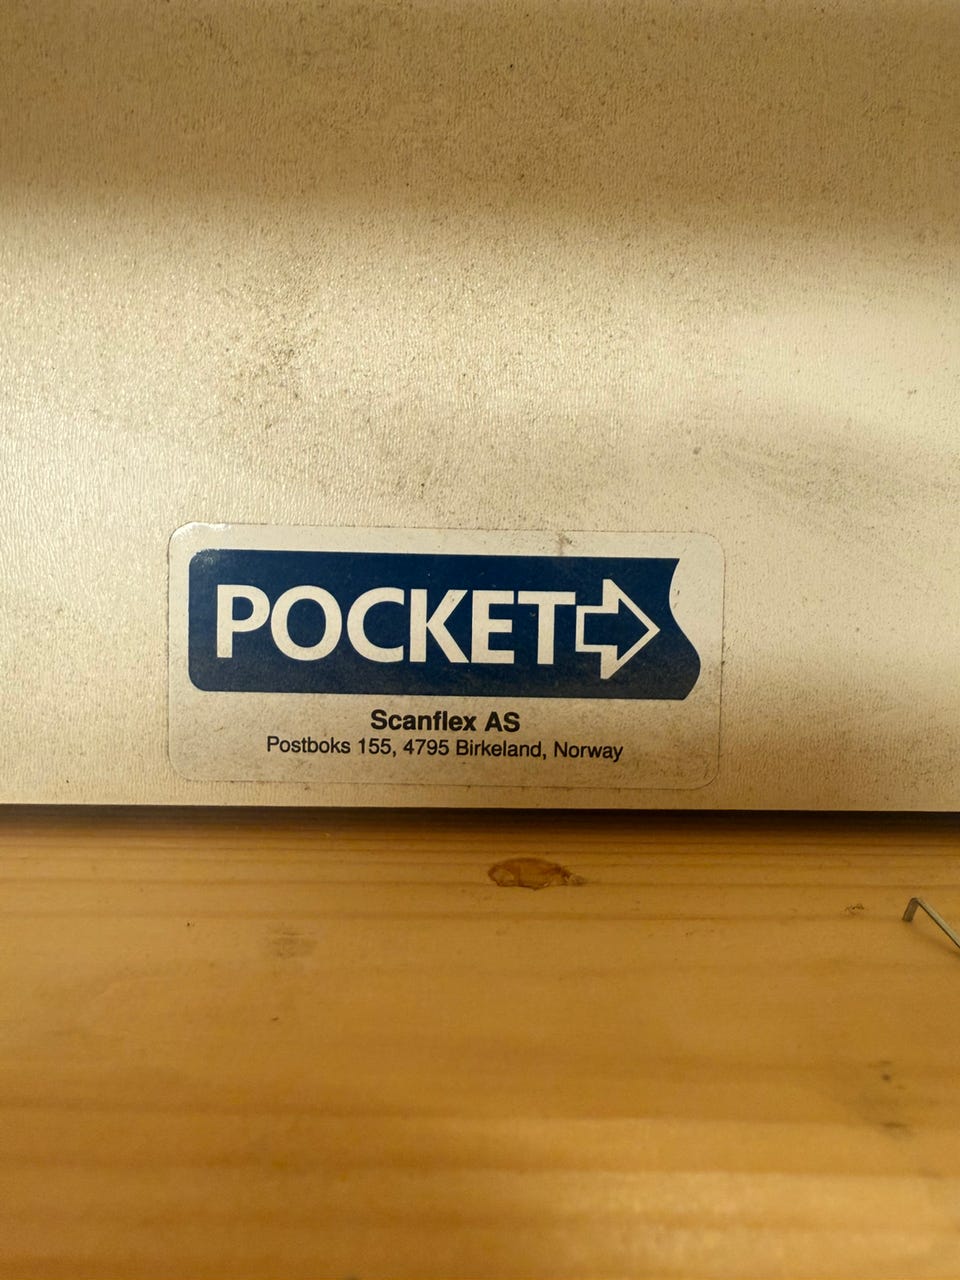 POCKET
Scanflex AS
Postboks 155, 4795 Birkeland, Norway